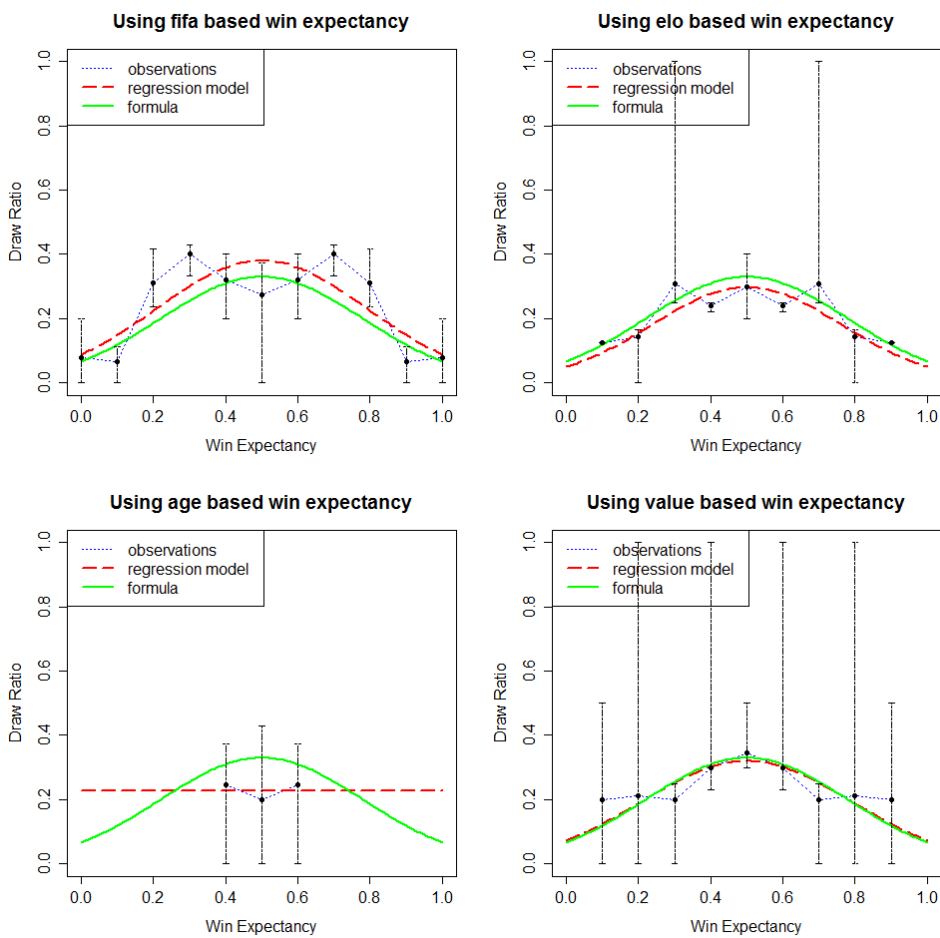 Using fifa based win expectancy
observations
regression model
formula
Draw Ratio
0.0 0.2 0.4 0.6 0.8 1.0
0.0 0.2 0.4 0.6 0.8 1.0
Win Expectancy
Using elo based win expectancy
observations
regression model
formula
Draw Ratio
0.0 0.2 0.4 0.6 0.8 1.0
0.0 0.2 0.4 0.6 0.8 1.0
Win Expectancy
Using age based win expectancy
observations
regression model
formula
Draw Ratio
0.0 0.2 0.4 0.6 0.8 1.0
0.0 0.2 0.4 0.6 0.8 1.0
Win Expectancy
Using value based win expectancy
observations
regression model
formula
Draw Ratio
0.0 0.2 0.4 0.6 0.8 1.0
0.0 0.2 0.4 0.6 0.8 1.0
Win Expectancy